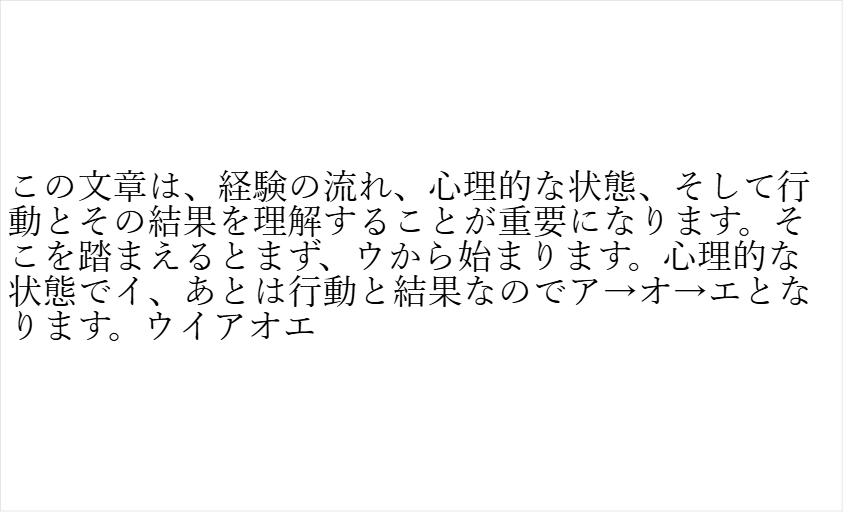 この文章は、経験の流れ、心理的な状態、そして行
動とその結果を理解することが重要になります。そ
こを踏まえるとまず、ウから始まります。心理的な
状態でイ、あとは行動と結果なのでア→オ→エとな
ります。ウイアオエ